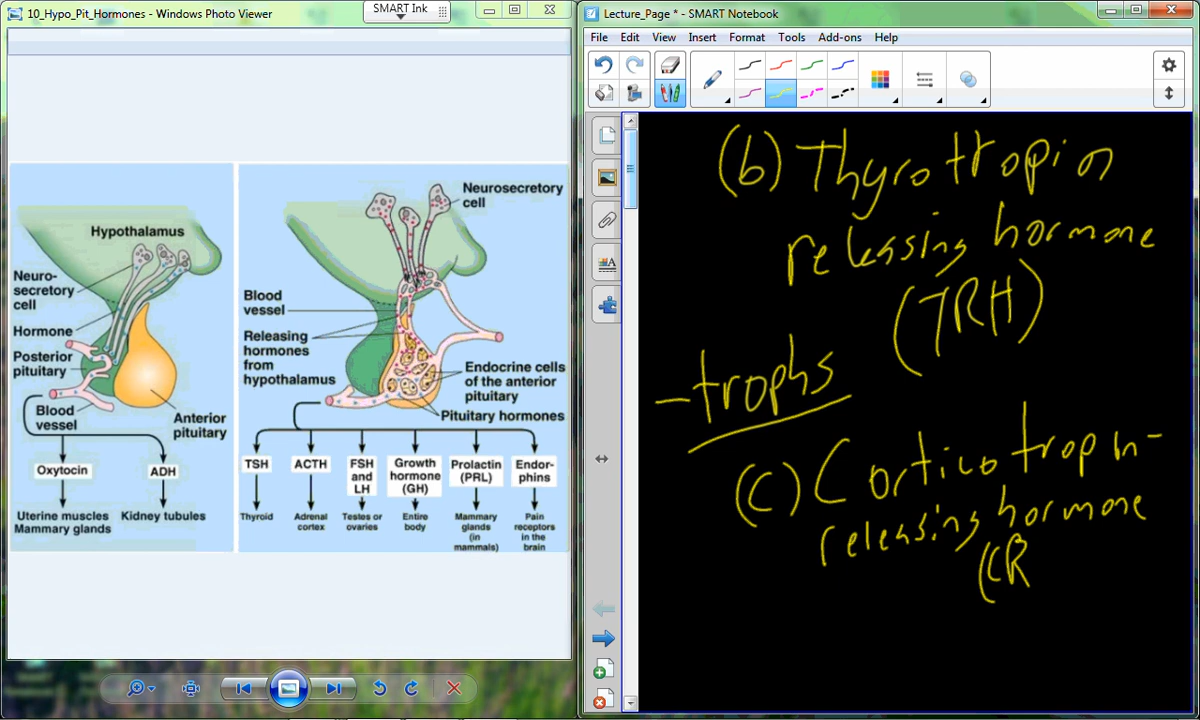 10_Hypo_Pit_Hormones - Windows Photo Viewer
SMART Ink
Hypothalamus
Neuro-
secretory
cell
Hormone
Posterior
pituitary
Blood
vessel
Anterior
pituitary
Oxytocin
ADH
Uterine muscles
Mammary glands
Kidney tubules
Neurosecretory
cell
Blood
vessel
Releasing
hormones
from
hypothalamus
Endocrine cells
of the anterior
pituitary
Pituitary hormones
TSH
ACTH
FSH
and
LH
Growth
hormone
(GH)
Prolactin
(PRL)
Endor-
phins
Thyroid
Adrenal
cortex
Testes or
ovaries
Entire
body
Mammary
glands
(in
mammals)
Pain
receptors
in the
brain
Lecture_Page * - SMART Notebook
File Edit View Insert Format Tools Add-ons Help
(b) Thyrotropin
releasing hormone
(TRH)
-trophs
(c) Corticotropin-
releasing hormone
(CR